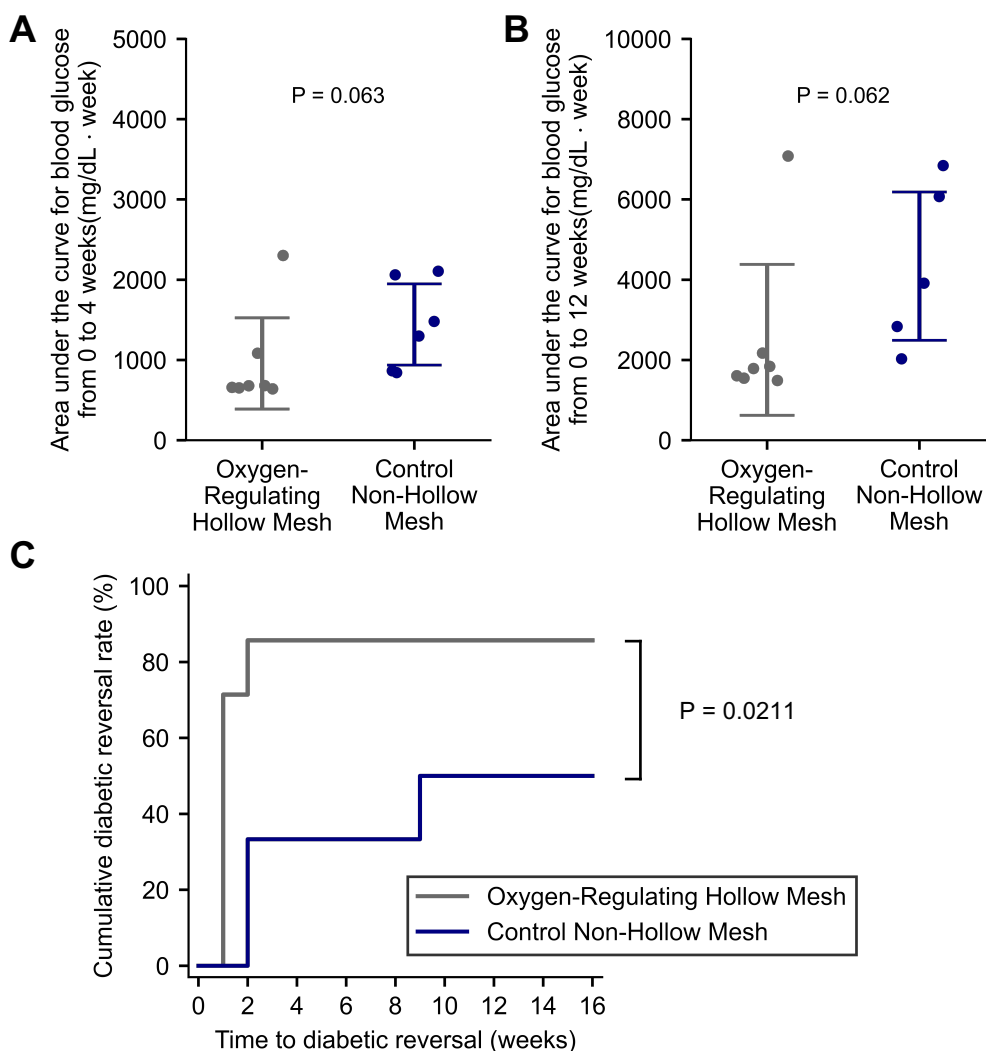 A
Area under the curve for blood glucose
from 0 to 4 weeks(mg/dL · week)
5000
4000
3000
2000
1000
0
P = 0.063
Oxygen-
Regulating
Hollow Mesh
Control
Non-Hollow
Mesh
B
Area under the curve for blood glucose
from 0 to 12 weeks(mg/dL · week)
10000
8000
6000
4000
2000
0
P = 0.062
Oxygen-
Regulating
Hollow Mesh
Control
Non-Hollow
Mesh
C
Cumulative diabetic reversal rate (%)
100
80
60
40
20
0
P = 0.0211
Oxygen-Regulating Hollow Mesh
Control Non-Hollow Mesh
0 2 4 6 8 10 12 14 16
Time to diabetic reversal (weeks)